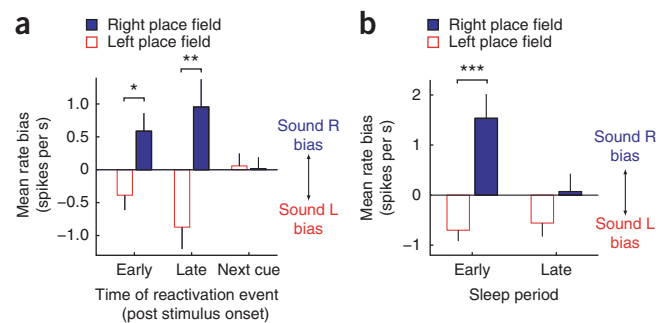 a
Right place field
Left place field
Mean rate bias
(spikes per s)
1.0
0.5
0
−0.5
−1.0
*
**
Sound R
bias
Sound L
bias
Early
Late
Next cue
Time of reactivation event
(post stimulus onset)
b
Right place field
Left place field
Mean rate bias
(spikes per s)
2
1
0
−1
***
Sound R
bias
Sound L
bias
Early
Late
Sleep period